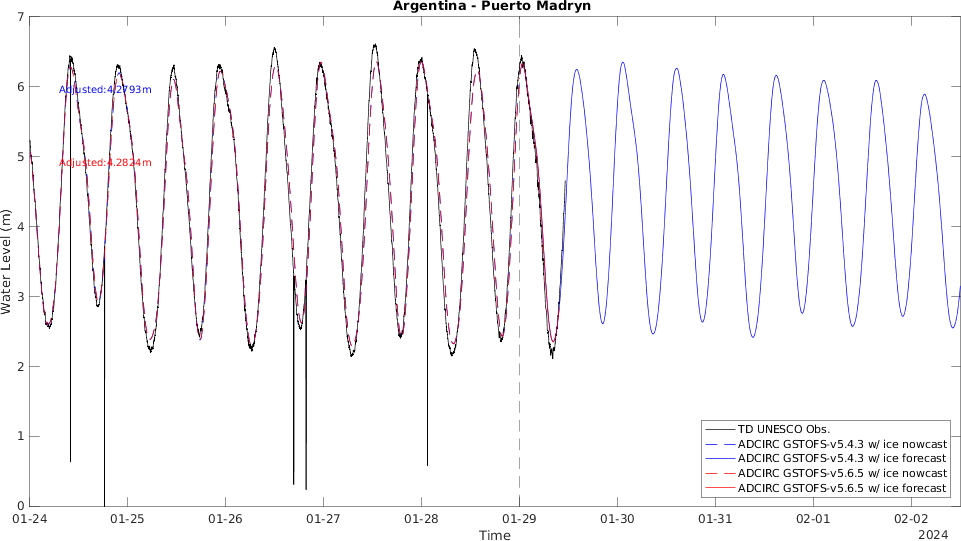 Argentina - Puerto Madryn
7
6
5
4
3
2
1
0
Water Level (m)
Adjusted:4.2793m
Adjusted:4.2824m
TD UNESCO Obs.
ADCIRC GSTOFS-v5.4.3 w/ ice nowcast
ADCIRC GSTOFS-v5.4.3 w/ ice forecast
ADCIRC GSTOFS-v5.6.5 w/ ice nowcast
ADCIRC GSTOFS-v5.6.5 w/ ice forecast
01-24 01-25 01-26 01-27 01-28 01-29 01-30 01-31 02-01 02-02
Time
2024